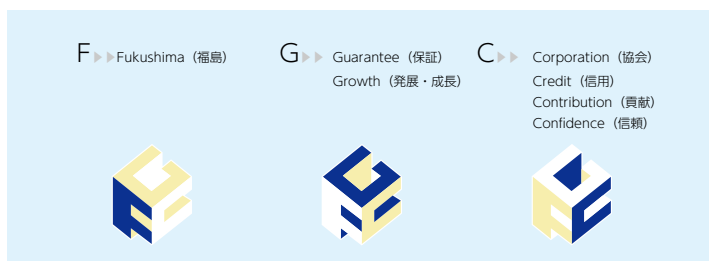 F ▶▶Fukushima（福島）
G ▶▶ Guarantee（保証）
Growth（発展・成長）
C ▶▶ Corporation（協会）
Credit（信用）
Contribution（貢献）
Confidence（信頼）